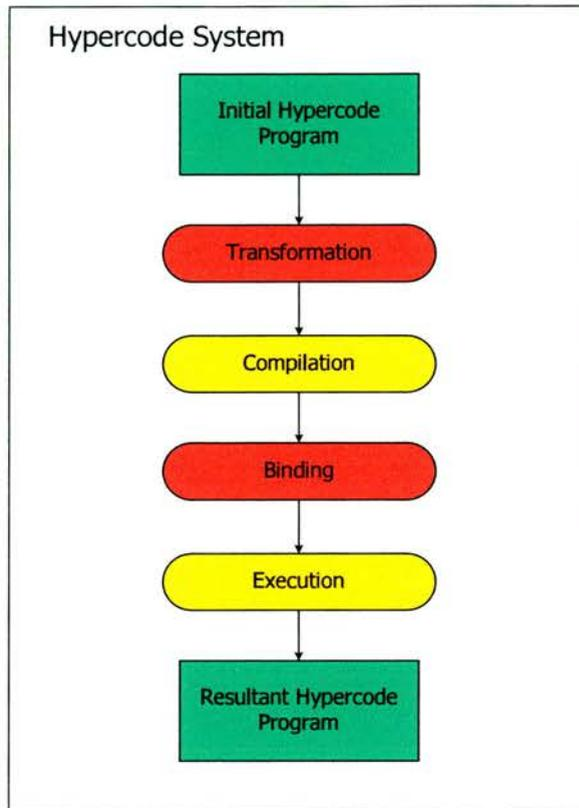 Hypercode System
Initial Hypercode
Program
Transformation
Compilation
Binding
Execution
Resultant Hypercode
Program